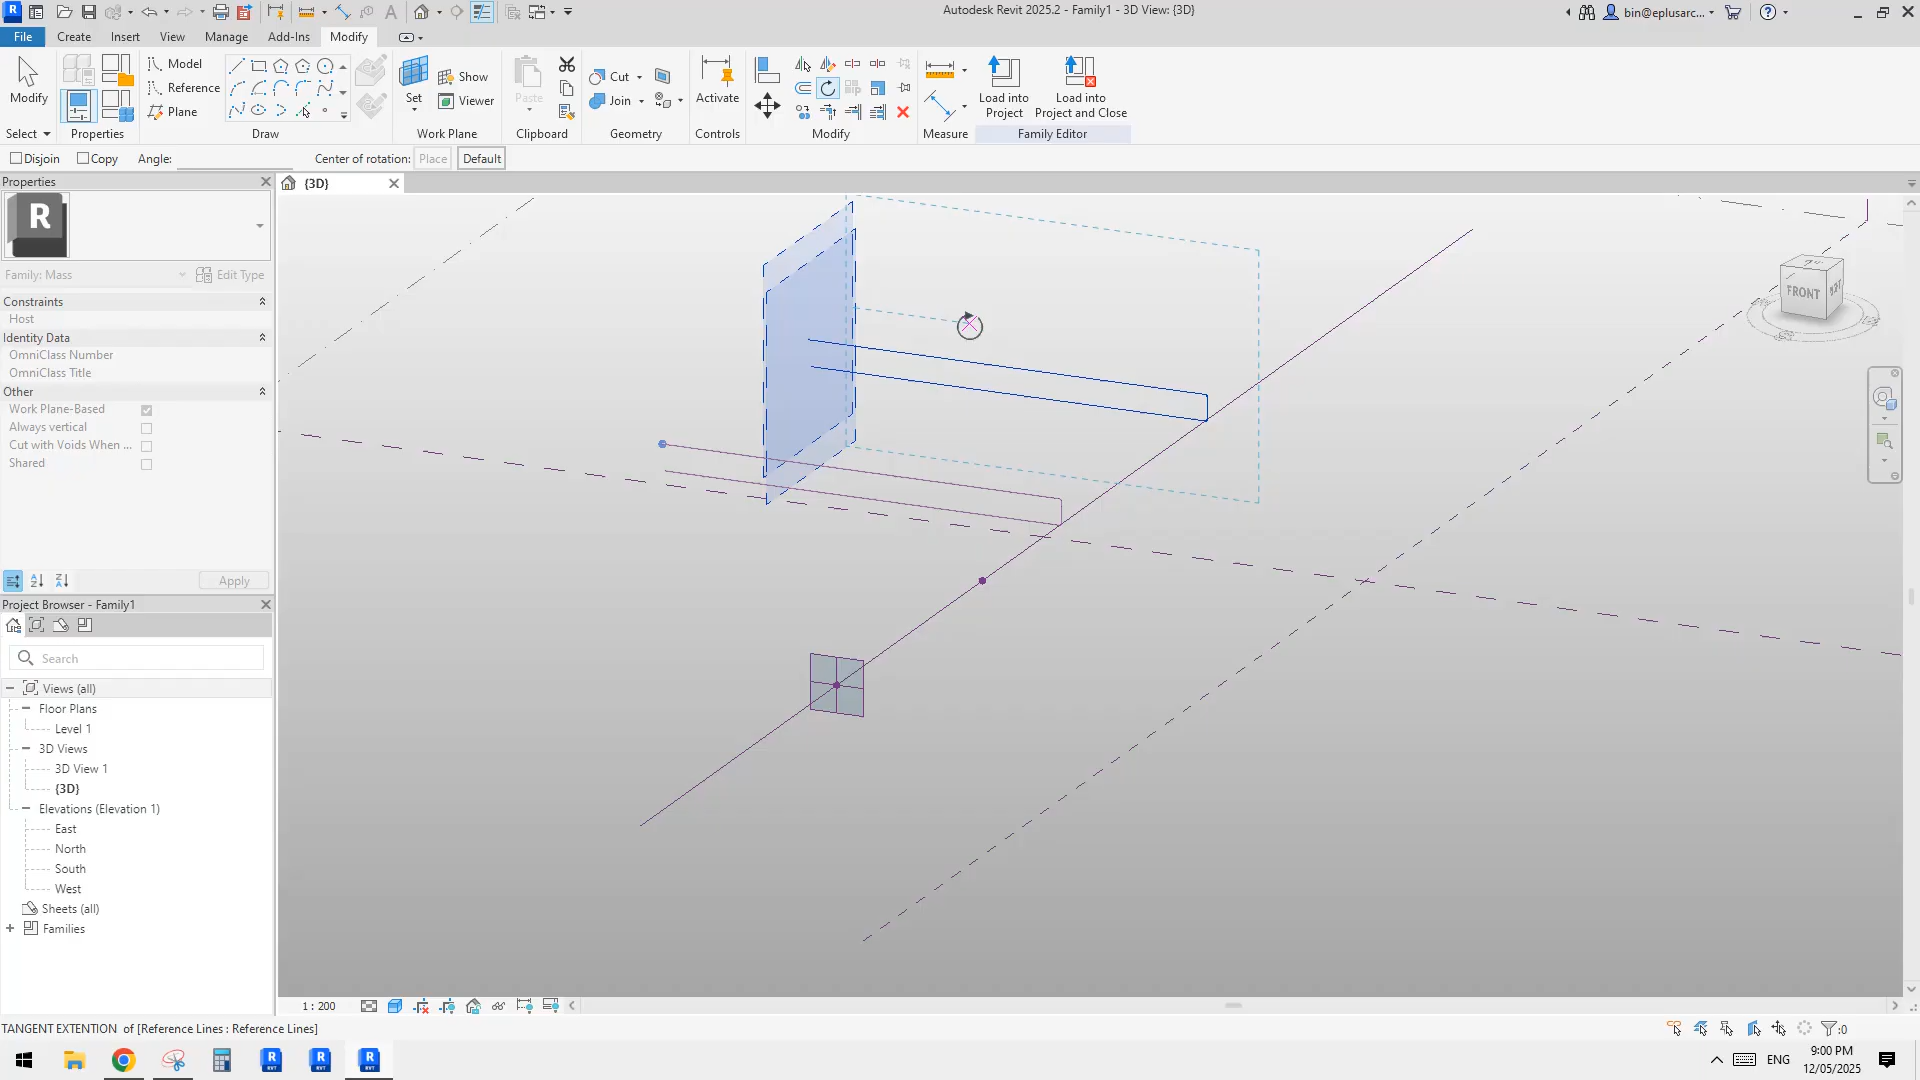 Autodesk Revit 2025.2 - Family1 - 3D View: {3D}
bin@eplusarc...
File
Create
Insert
View
Manage
Add-Ins
Modify
Modify
Select
Properties
Model
Reference
Plane
Draw
Set
Show
Viewer
Work Plane
Paste
Clipboard
Cut
Join
Geometry
Activate
Controls
Modify
Measure
Load into
Project
Load into
Project and Close
Family Editor
Disjoin
Copy
Angle:
Center of rotation:
Place
Default
Properties
{3D}
R
Family: Mass
Edit Type
Constraints
Host
Identity Data
OmniClass Number
OmniClass Title
Other
Work Plane-Based
Always vertical
Cut with Voids When ...
Shared
Apply
FRONT
Project Browser - Family1
Search
Views (all)
Floor Plans
Level 1
3D Views
3D View 1
{3D}
Elevations (Elevation 1)
East
North
South
West
Sheets (all)
Families
1 : 200
TANGENT EXTENTION of [Reference Lines : Reference Lines]
:0
ENG
9:00 PM
12/05/2025